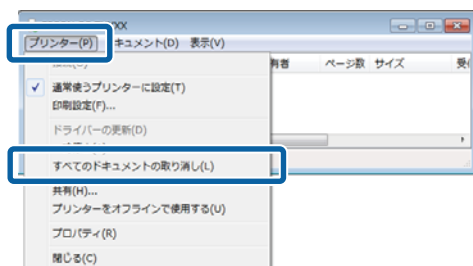 XX
プリンター(P) キュメント(D) 表示(V)
有者 ページ数 サイズ 受
通常使うプリンターに設定(T)
印刷設定(F)...
ドライバーの更新(D)
すべてのドキュメントの取り消し(L)
共有(H)...
プリンターをオフラインで使用する(U)
プロパティ(R)
閉じる(C)